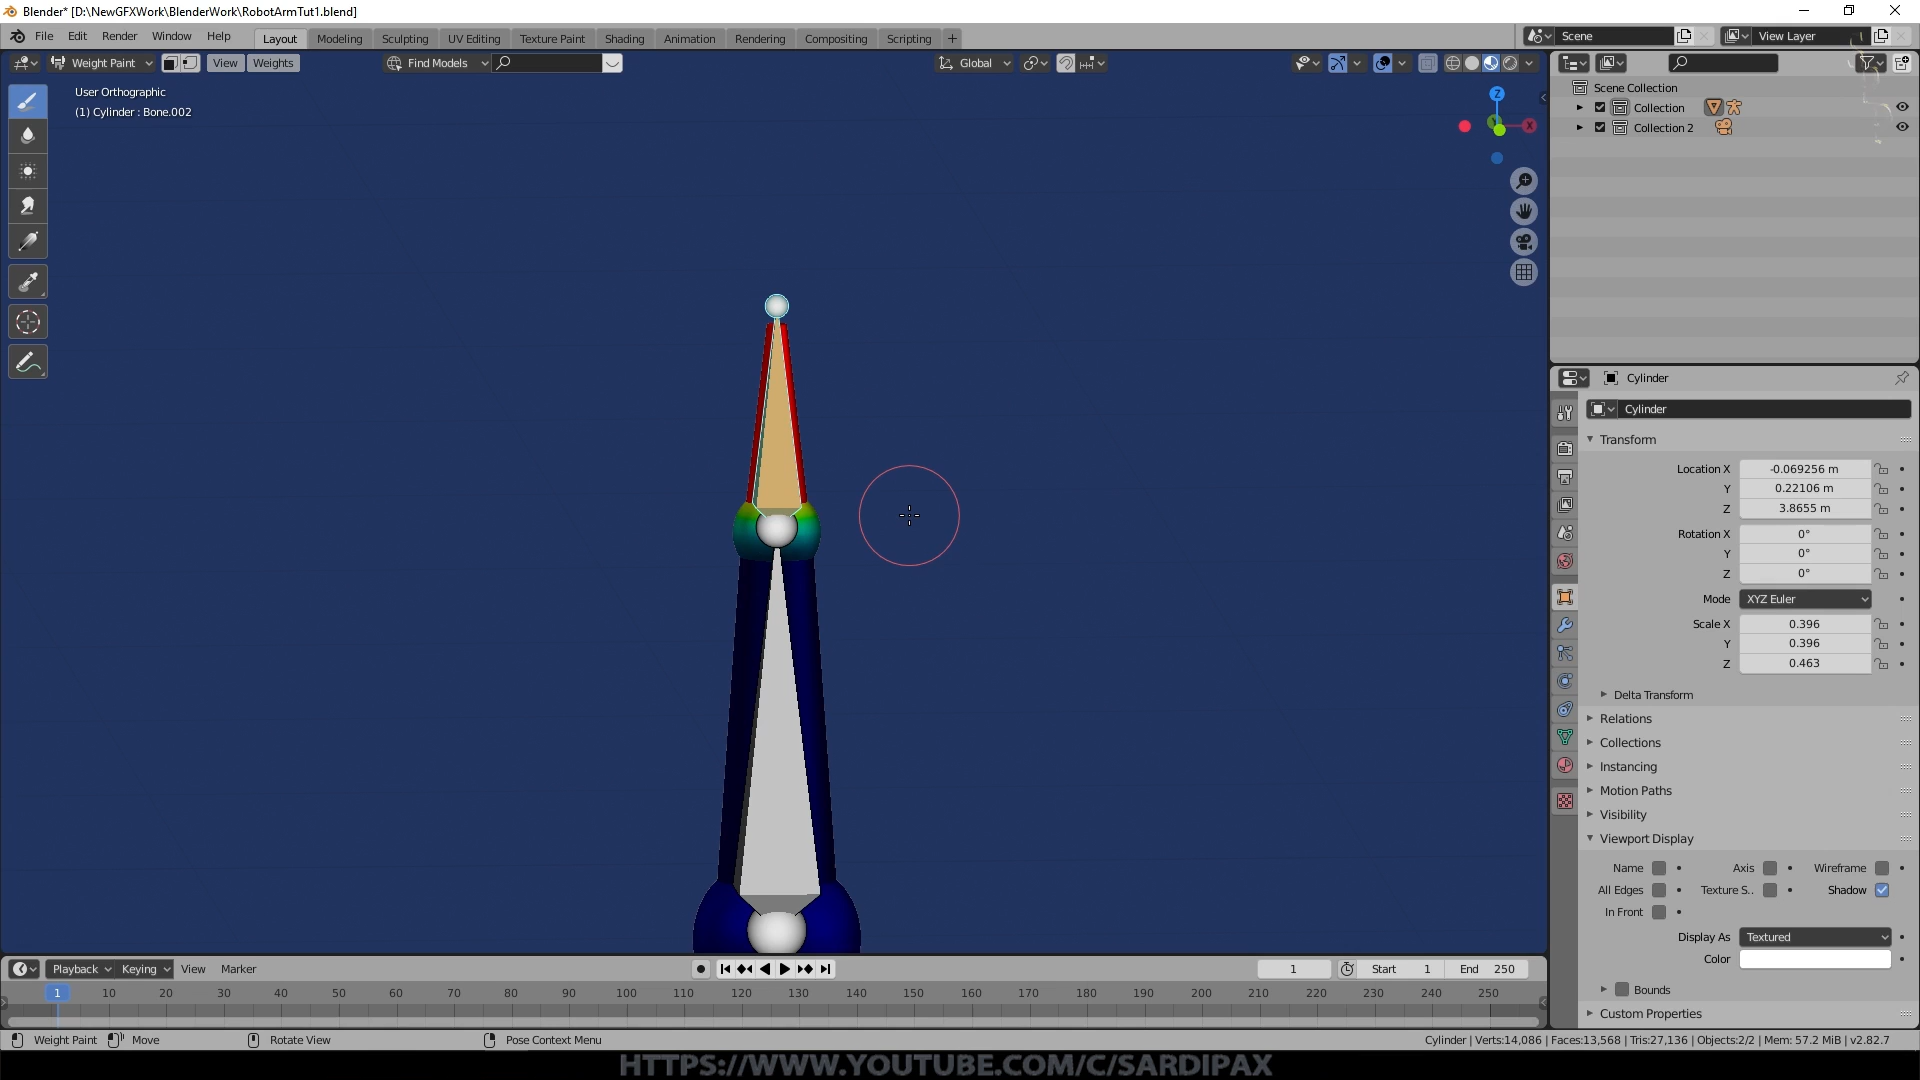 Blender* [D:\NewGFXWork\BlenderWork\RobotArmTut1.blend]
File Edit Render Window Help Layout Modeling Sculpting UV Editing Texture Paint Shading Animation Rendering Compositing Scripting + Scene View Layer
Weight Paint View Weights Find Models Global
User Orthographic
(1) Cylinder : Bone.002
Z
X
Scene Collection
Collection
Collection 2
Cylinder
Cylinder
Transform
Location X -0.069256 m
Y 0.22106 m
Z 3.8655 m
Rotation X 0°
Y 0°
Z 0°
Mode XYZ Euler
Scale X 0.396
Y 0.396
Z 0.463
Delta Transform
Relations
Collections
Instancing
Motion Paths
Visibility
Viewport Display
Name Axis Wireframe
All Edges Texture S.. Shadow
In Front
Display As Textured
Color
Bounds
Custom Properties
Playback Keying View Marker 1 Start 1 End 250
1 10 20 30 40 50 60 70 80 90 100 110 120 130 140 150 160 170 180 190 200 210 220 230 240 250
Weight Paint Move Rotate View Pose Context Menu Cylinder | Verts:14,086 | Faces:13,568 | Tris:27,136 | Objects:2/2 | Mem: 57.2 MiB | v2.82.7
HTTPS://WWW.YOUTUBE.COM/C/SARDIPAX